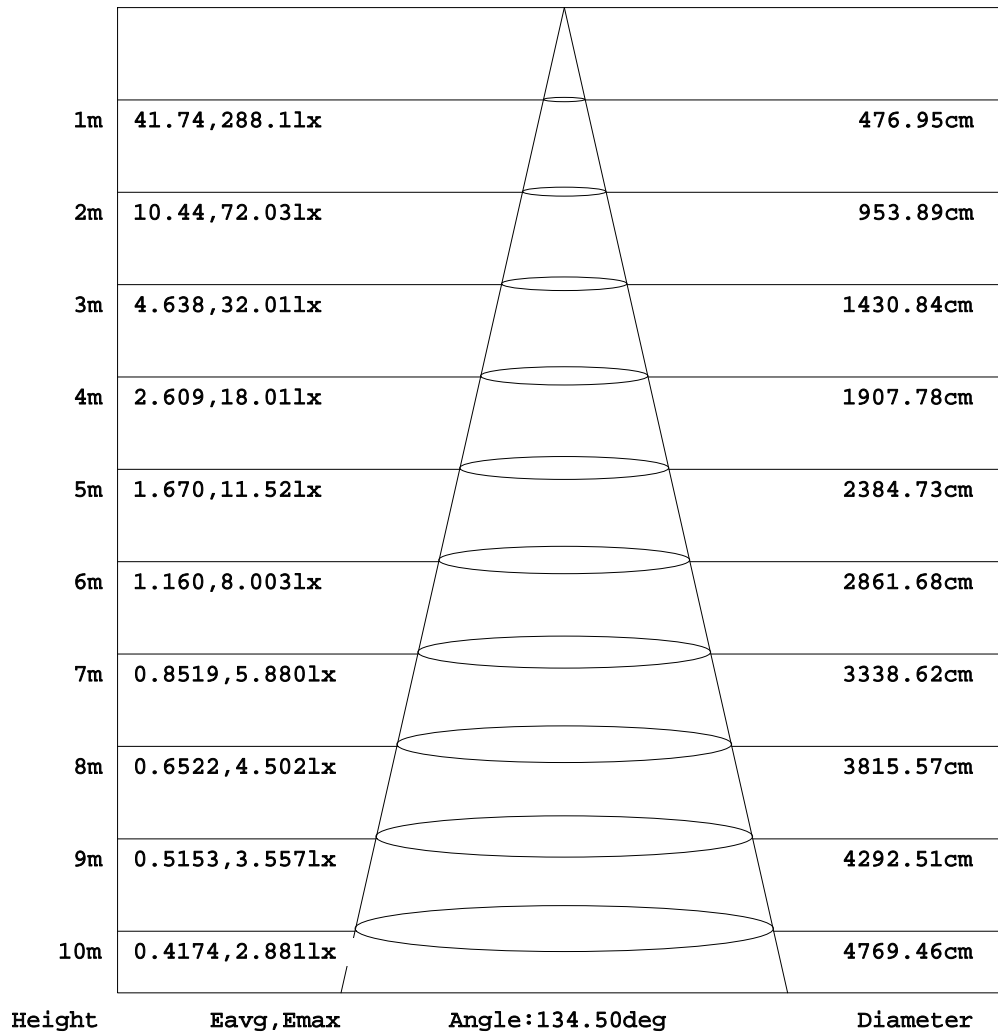 1m 41.74,288.1lx 476.95cm
2m 10.44,72.03lx 953.89cm
3m 4.638,32.01lx 1430.84cm
4m 2.609,18.01lx 1907.78cm
5m 1.670,11.52lx 2384.73cm
6m 1.160,8.003lx 2861.68cm
7m 0.8519,5.880lx 3338.62cm
8m 0.6522,4.502lx 3815.57cm
9m 0.5153,3.557lx 4292.51cm
10m 0.4174,2.881lx 4769.46cm
Height Eavg,Emax Angle:134.50deg Diameter